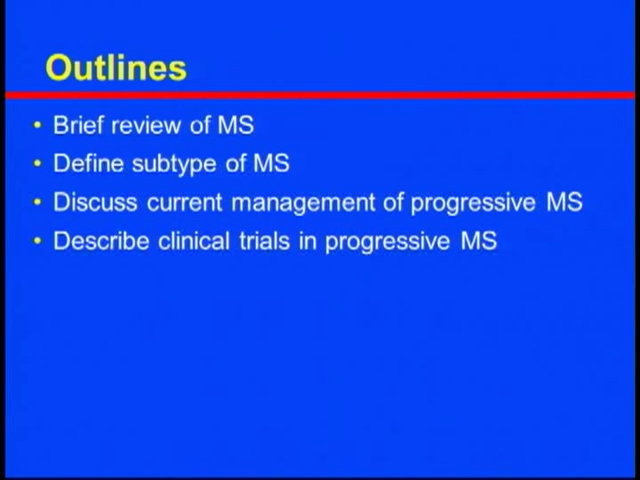 Outlines
• Brief review of MS
• Define subtype of MS
• Discuss current management of progressive MS
• Describe clinical trials in progressive MS